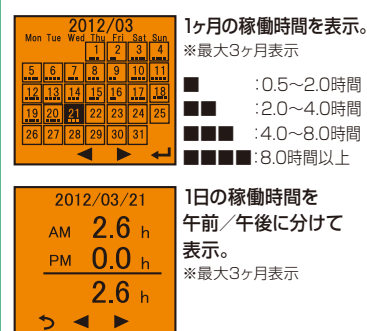 2012/03
Mon Tue Wed Thu Fri Sat Sun
1 2 3 4
5 6 7 8 9 10 11
12 13 14 15 16 17 18
19 20 21 22 23 24 25
26 27 28 29 30 31
1ヶ月の稼働時間を表示。
※最大3ヶ月表示
■ :0.5～2.0時間
■■ :2.0～4.0時間
■■■ :4.0～8.0時間
■■■■:8.0時間以上
2012/03/21
AM 2.6 h
PM 0.0 h
2.6 h
1日の稼働時間を
午前／午後に分けて
表示。
※最大3ヶ月表示